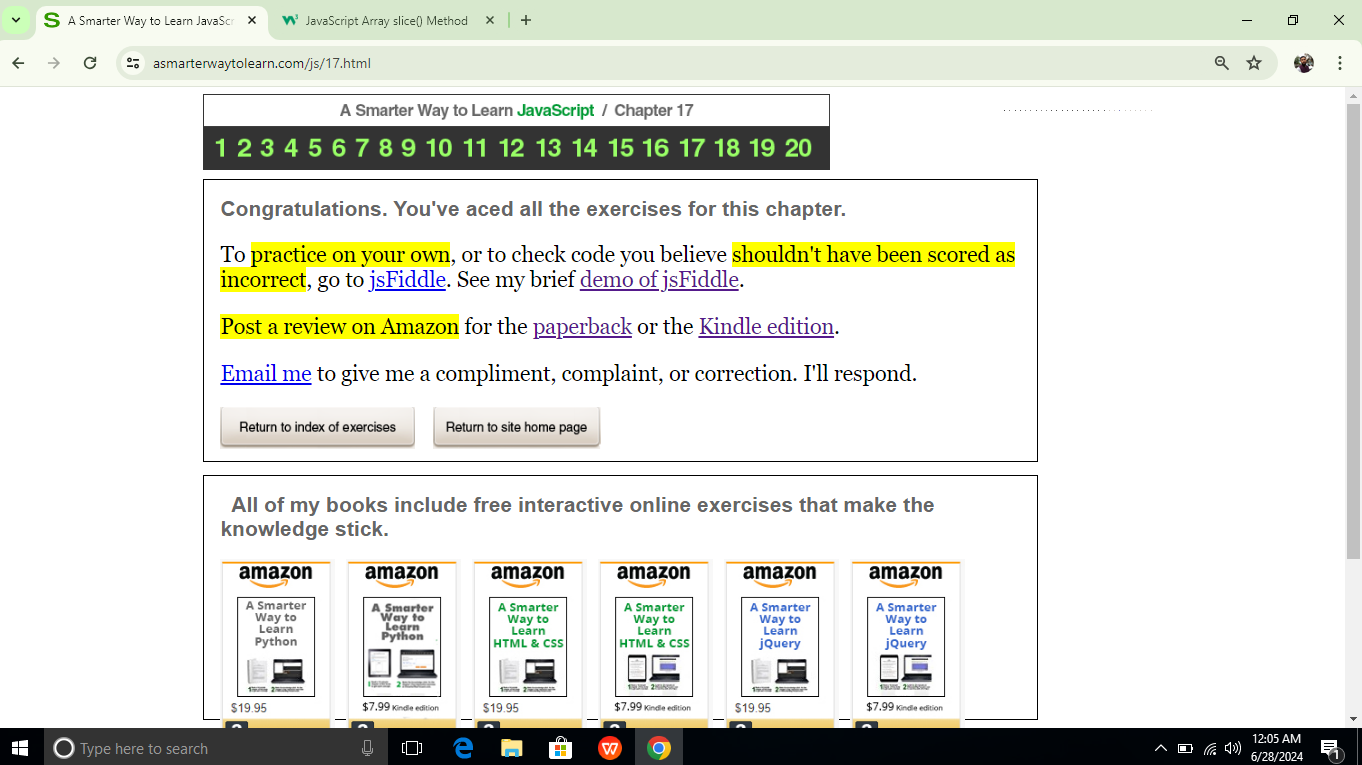 A Smarter Way to Learn JavaScr
JavaScript Array slice() Method
asmarterwaytolearn.com/js/17.html
A Smarter Way to Learn JavaScript / Chapter 17
1 2 3 4 5 6 7 8 9 10 11 12 13 14 15 16 17 18 19 20
Congratulations. You've aced all the exercises for this chapter.
To practice on your own, or to check code you believe shouldn't have been scored as
incorrect, go to jsFiddle. See my brief demo of jsFiddle.
Post a review on Amazon for the paperback or the Kindle edition.
Email me to give me a compliment, complaint, or correction. I'll respond.
Return to index of exercises
Return to site home page
All of my books include free interactive online exercises that make the
knowledge stick.
amazon
A Smarter
Way to
Learn
Python
$19.95
amazon
A Smarter
Way to
Learn
Python
$7.99 Kindle edition
amazon
A Smarter
Way to
Learn
HTML & CSS
$19.95
amazon
A Smarter
Way to
Learn
HTML & CSS
$7.99 Kindle edition
amazon
A Smarter
Way to
Learn
jQuery
$19.95
amazon
A Smarter
Way to
Learn
jQuery
$7.99 Kindle edition
Type here to search
12:05 AM
6/28/2024
1